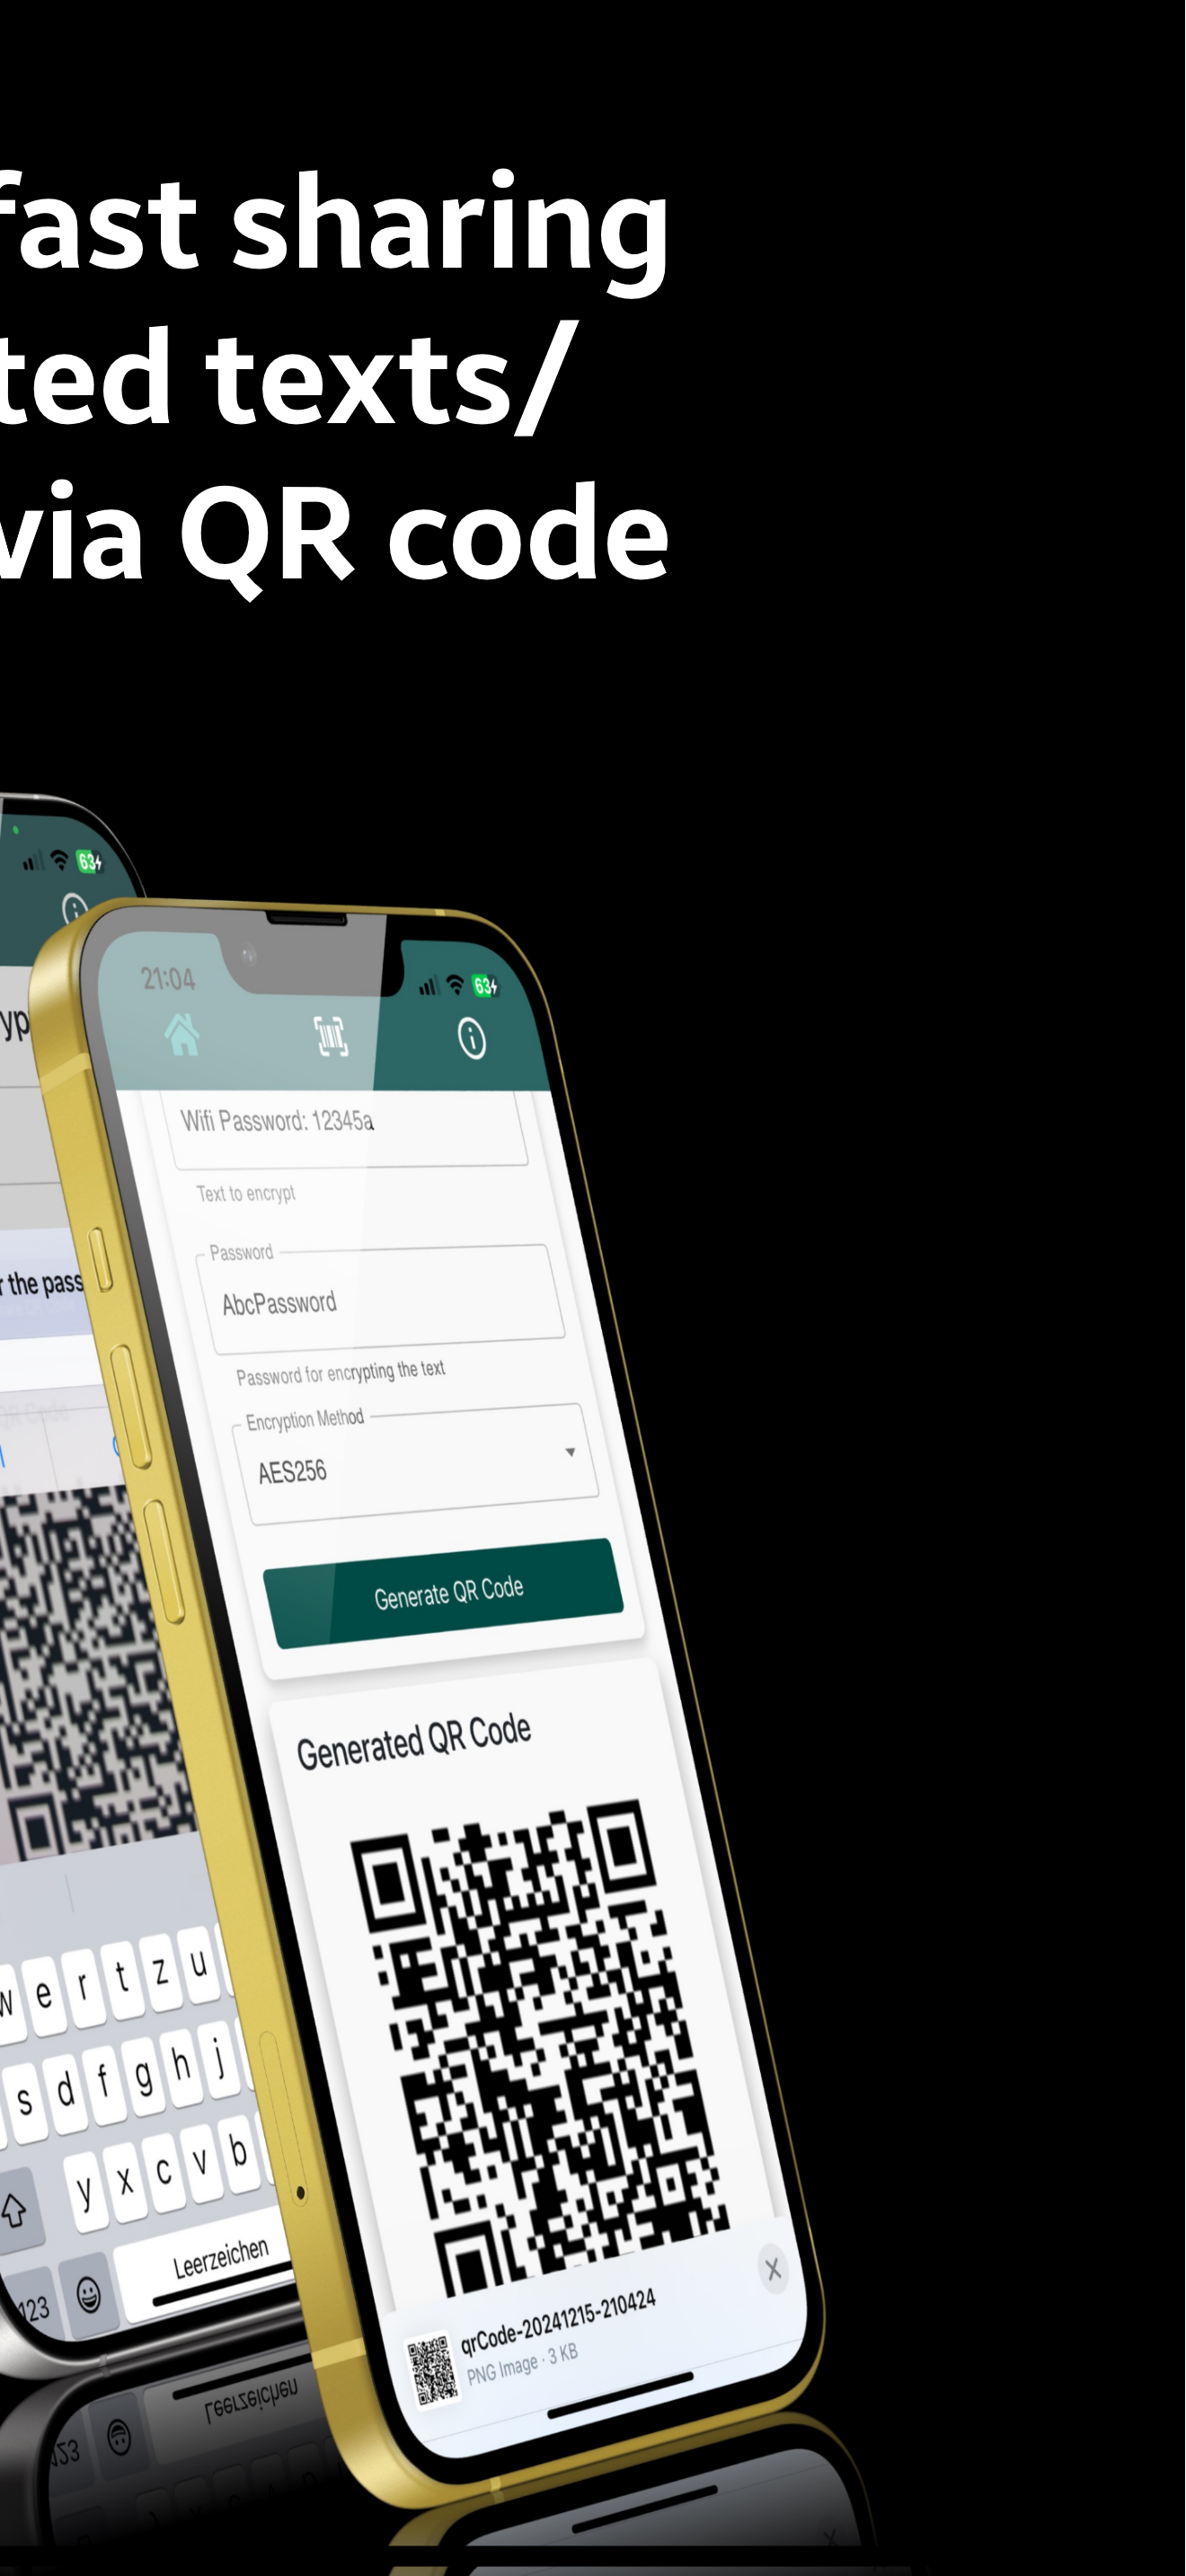 fast sharing
ted texts/
via QR code
63
21:04
63
Wifi Password: 12345a
Text to encrypt
Password
AbcPassword
Password for encrypting the text
Encryption Method
AES256
Generate QR Code
Generated QR Code
qrCode-20241215-210424
PNG Image · 3 KB
yp
r the pass
QR Code
w e r t z u
s d f g h j
y x c v b
123
Leerzeichen